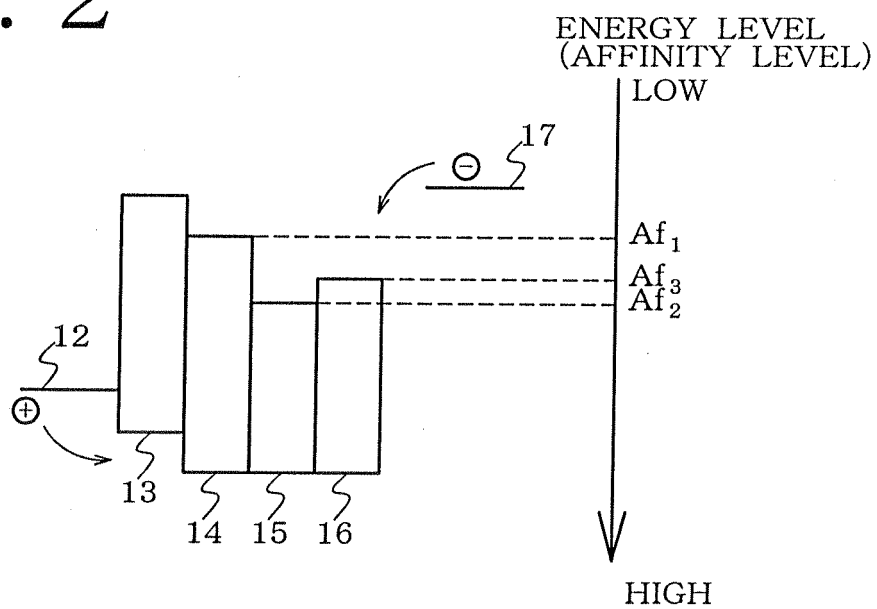 . 2
ENERGY LEVEL
(AFFINITY LEVEL)
LOW
17
⊖
Af1
Af3
Af2
12
⊕
13
14 15 16
HIGH